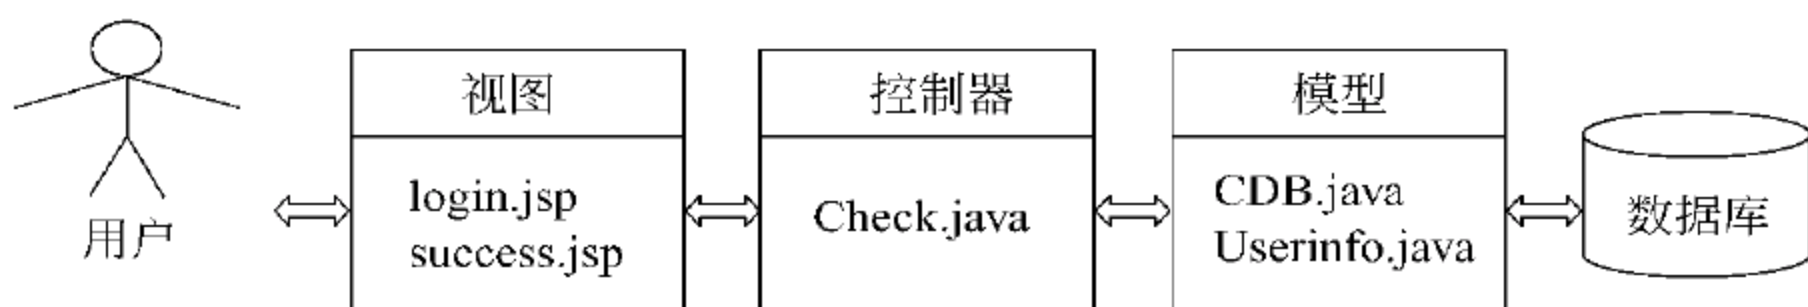 视图
控制器
模型
login.jsp
success.jsp
Check.java
CDB.java
Userinfo.java
用户
数据库